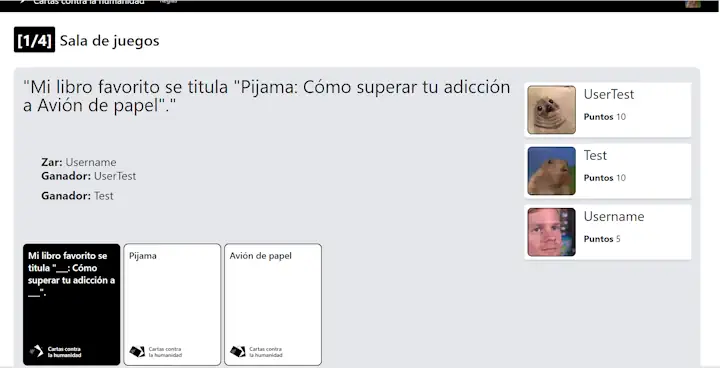 Cartas contra la humanidad
Reglas
[1/4] Sala de juegos
"Mi libro favorito se titula "Pijama: Cómo superar tu adicción
a Avión de papel"."
Zar: Username
Ganador: UserTest
Ganador: Test
UserTest
Puntos 10
Test
Puntos 10
Username
Puntos 5
Mi libro favorito se
titula "___: Cómo
superar tu adicción a
___".
Cartas contra
la humanidad
Pijama
Cartas contra
la humanidad
Avión de papel
Cartas contra
la humanidad